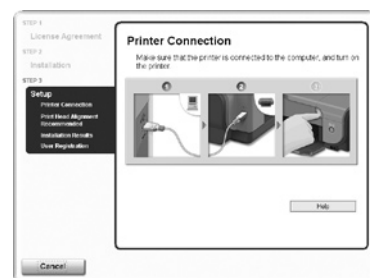 STEP 1
License Agreement
STEP 2
Installation
STEP 3
Setup
Printer Connection
Print Head Alignment
Recommended
Installation Results
User Registration
Cancel
Printer Connection
Make sure that the printer is connected to the computer, and turn on
the printer.
Help